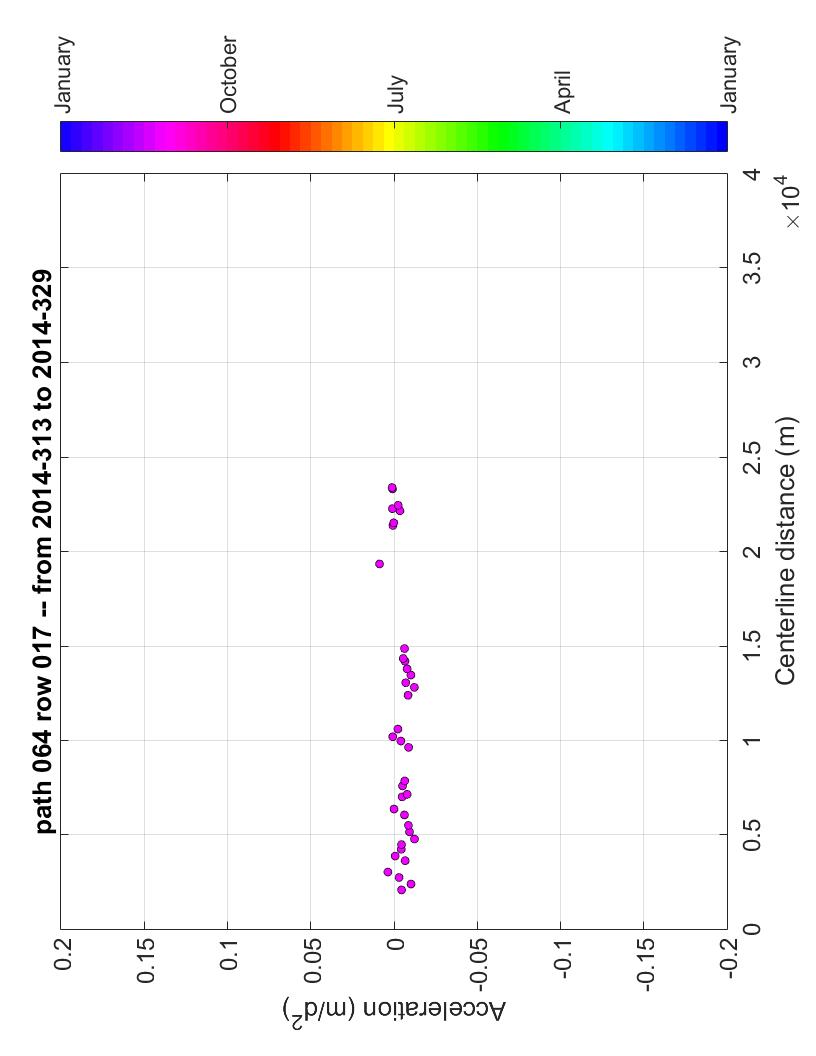 path 064 row 017 -- from 2014-313 to 2014-329
Acceleration (m/d²)
0.2
0.15
0.1
0.05
0
-0.05
-0.1
-0.15
-0.2
0
0.5
1
1.5
2
2.5
3
3.5
4
×10⁴
Centerline distance (m)
January
October
July
April
January